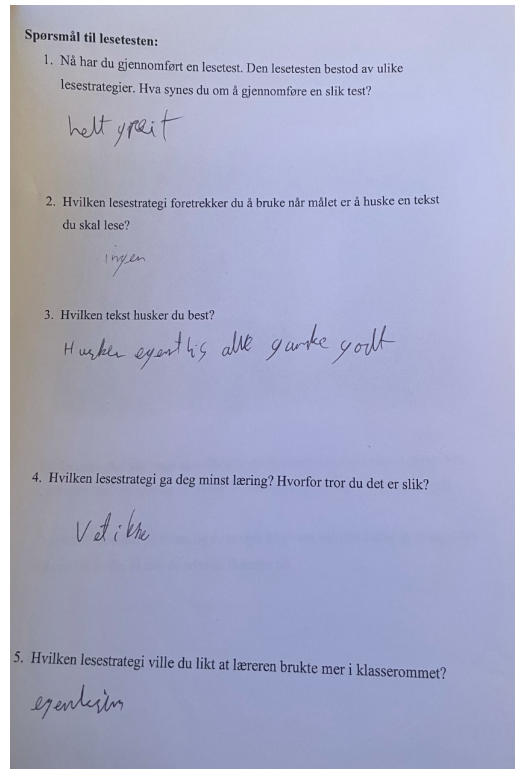 Spørsmål til lesetesten:
1. Nå har du gjennomført en lesetest. Den lesetesten bestod av ulike
lesestrategier. Hva synes du om å gjennomføre en slik test?
helt greit
2. Hvilken lesestrategi foretrekker du å bruke når målet er å huske en tekst
du skal lese?
ingen
3. Hvilken tekst husker du best?
Husker egentlig alle ganske godt
4. Hvilken lesestrategi ga deg minst læring? Hvorfor tror du det er slik?
Vet ikke
5. Hvilken lesestrategi ville du likt at læreren brukte mer i klasserommet?
egenlesing